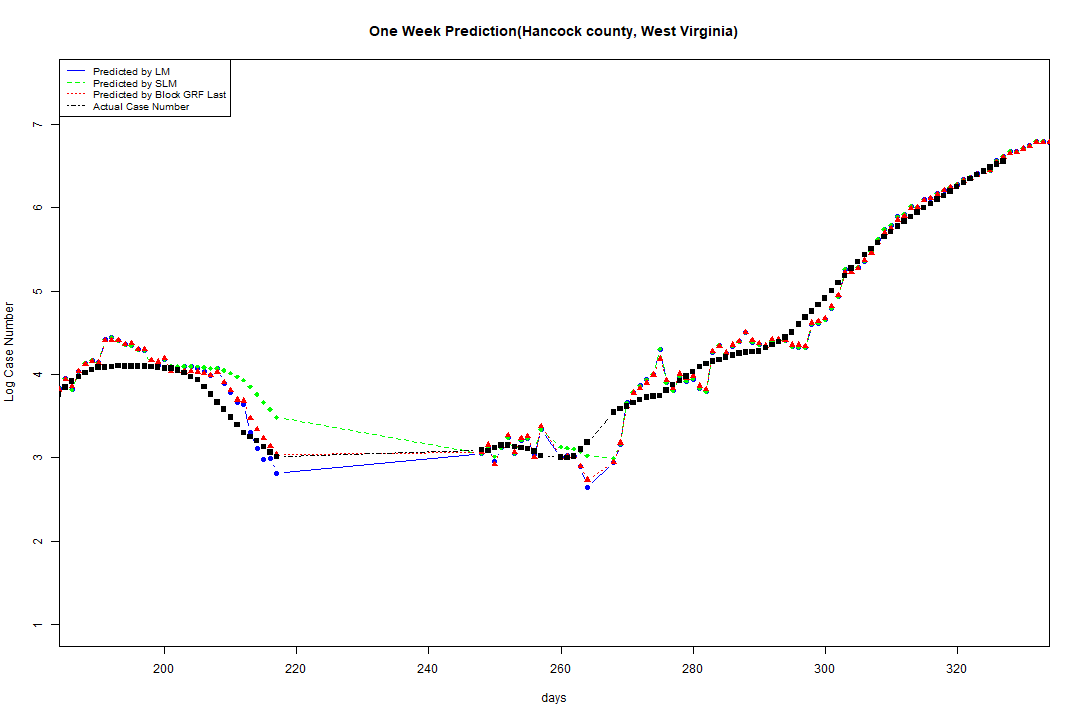 One Week Prediction(Hancock county, West Virginia)
Predicted by LM
Predicted by SLM
Predicted by Block GRF Last
Actual Case Number
7
6
5
4
3
2
1
Log Case Number
200 220 240 260 280 300 320
days